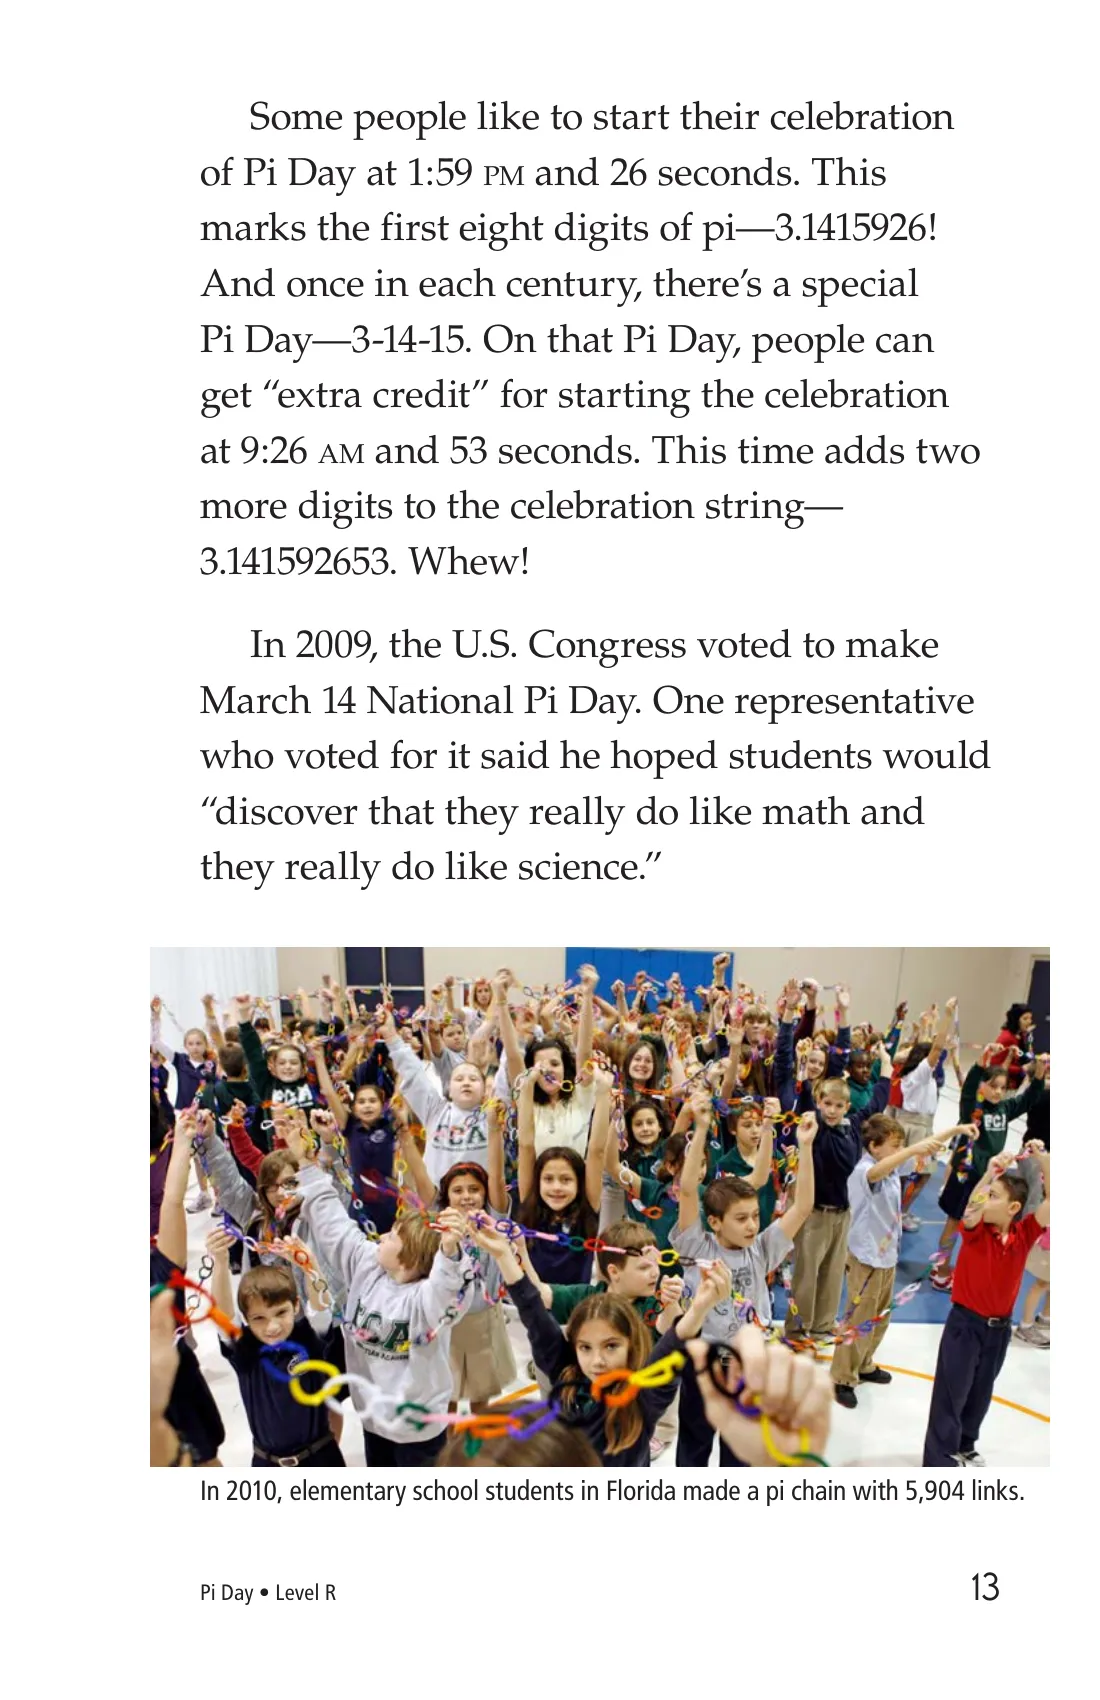 Some people like to start their celebration
of Pi Day at 1:59 PM and 26 seconds. This
marks the first eight digits of pi—3.1415926!
And once in each century, there’s a special
Pi Day—3-14-15. On that Pi Day, people can
get “extra credit” for starting the celebration
at 9:26 AM and 53 seconds. This time adds two
more digits to the celebration string—
3.141592653. Whew!
In 2009, the U.S. Congress voted to make
March 14 National Pi Day. One representative
who voted for it said he hoped students would
“discover that they really do like math and
they really do like science.”
In 2010, elementary school students in Florida made a pi chain with 5,904 links.
Pi Day • Level R
13